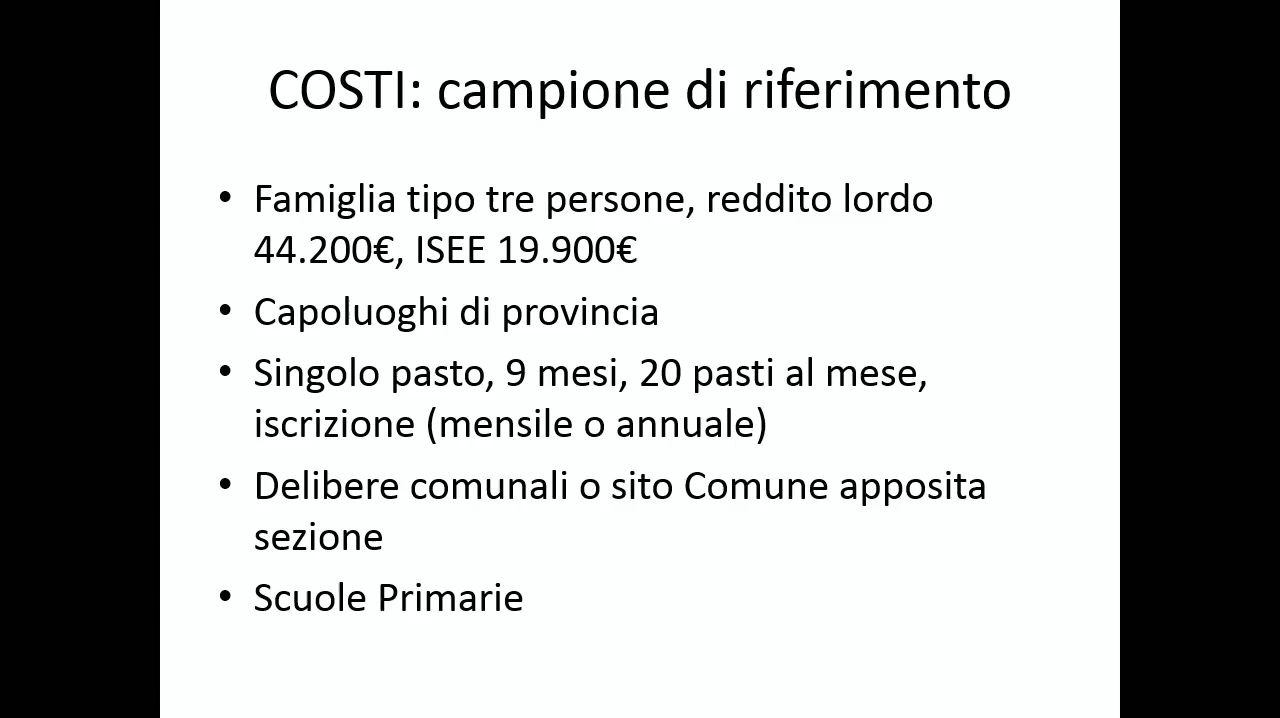 COSTI: campione di riferimento
• Famiglia tipo tre persone, reddito lordo
44.200€, ISEE 19.900€
• Capoluoghi di provincia
• Singolo pasto, 9 mesi, 20 pasti al mese,
iscrizione (mensile o annuale)
• Delibere comunali o sito Comune apposita
sezione
• Scuole Primarie